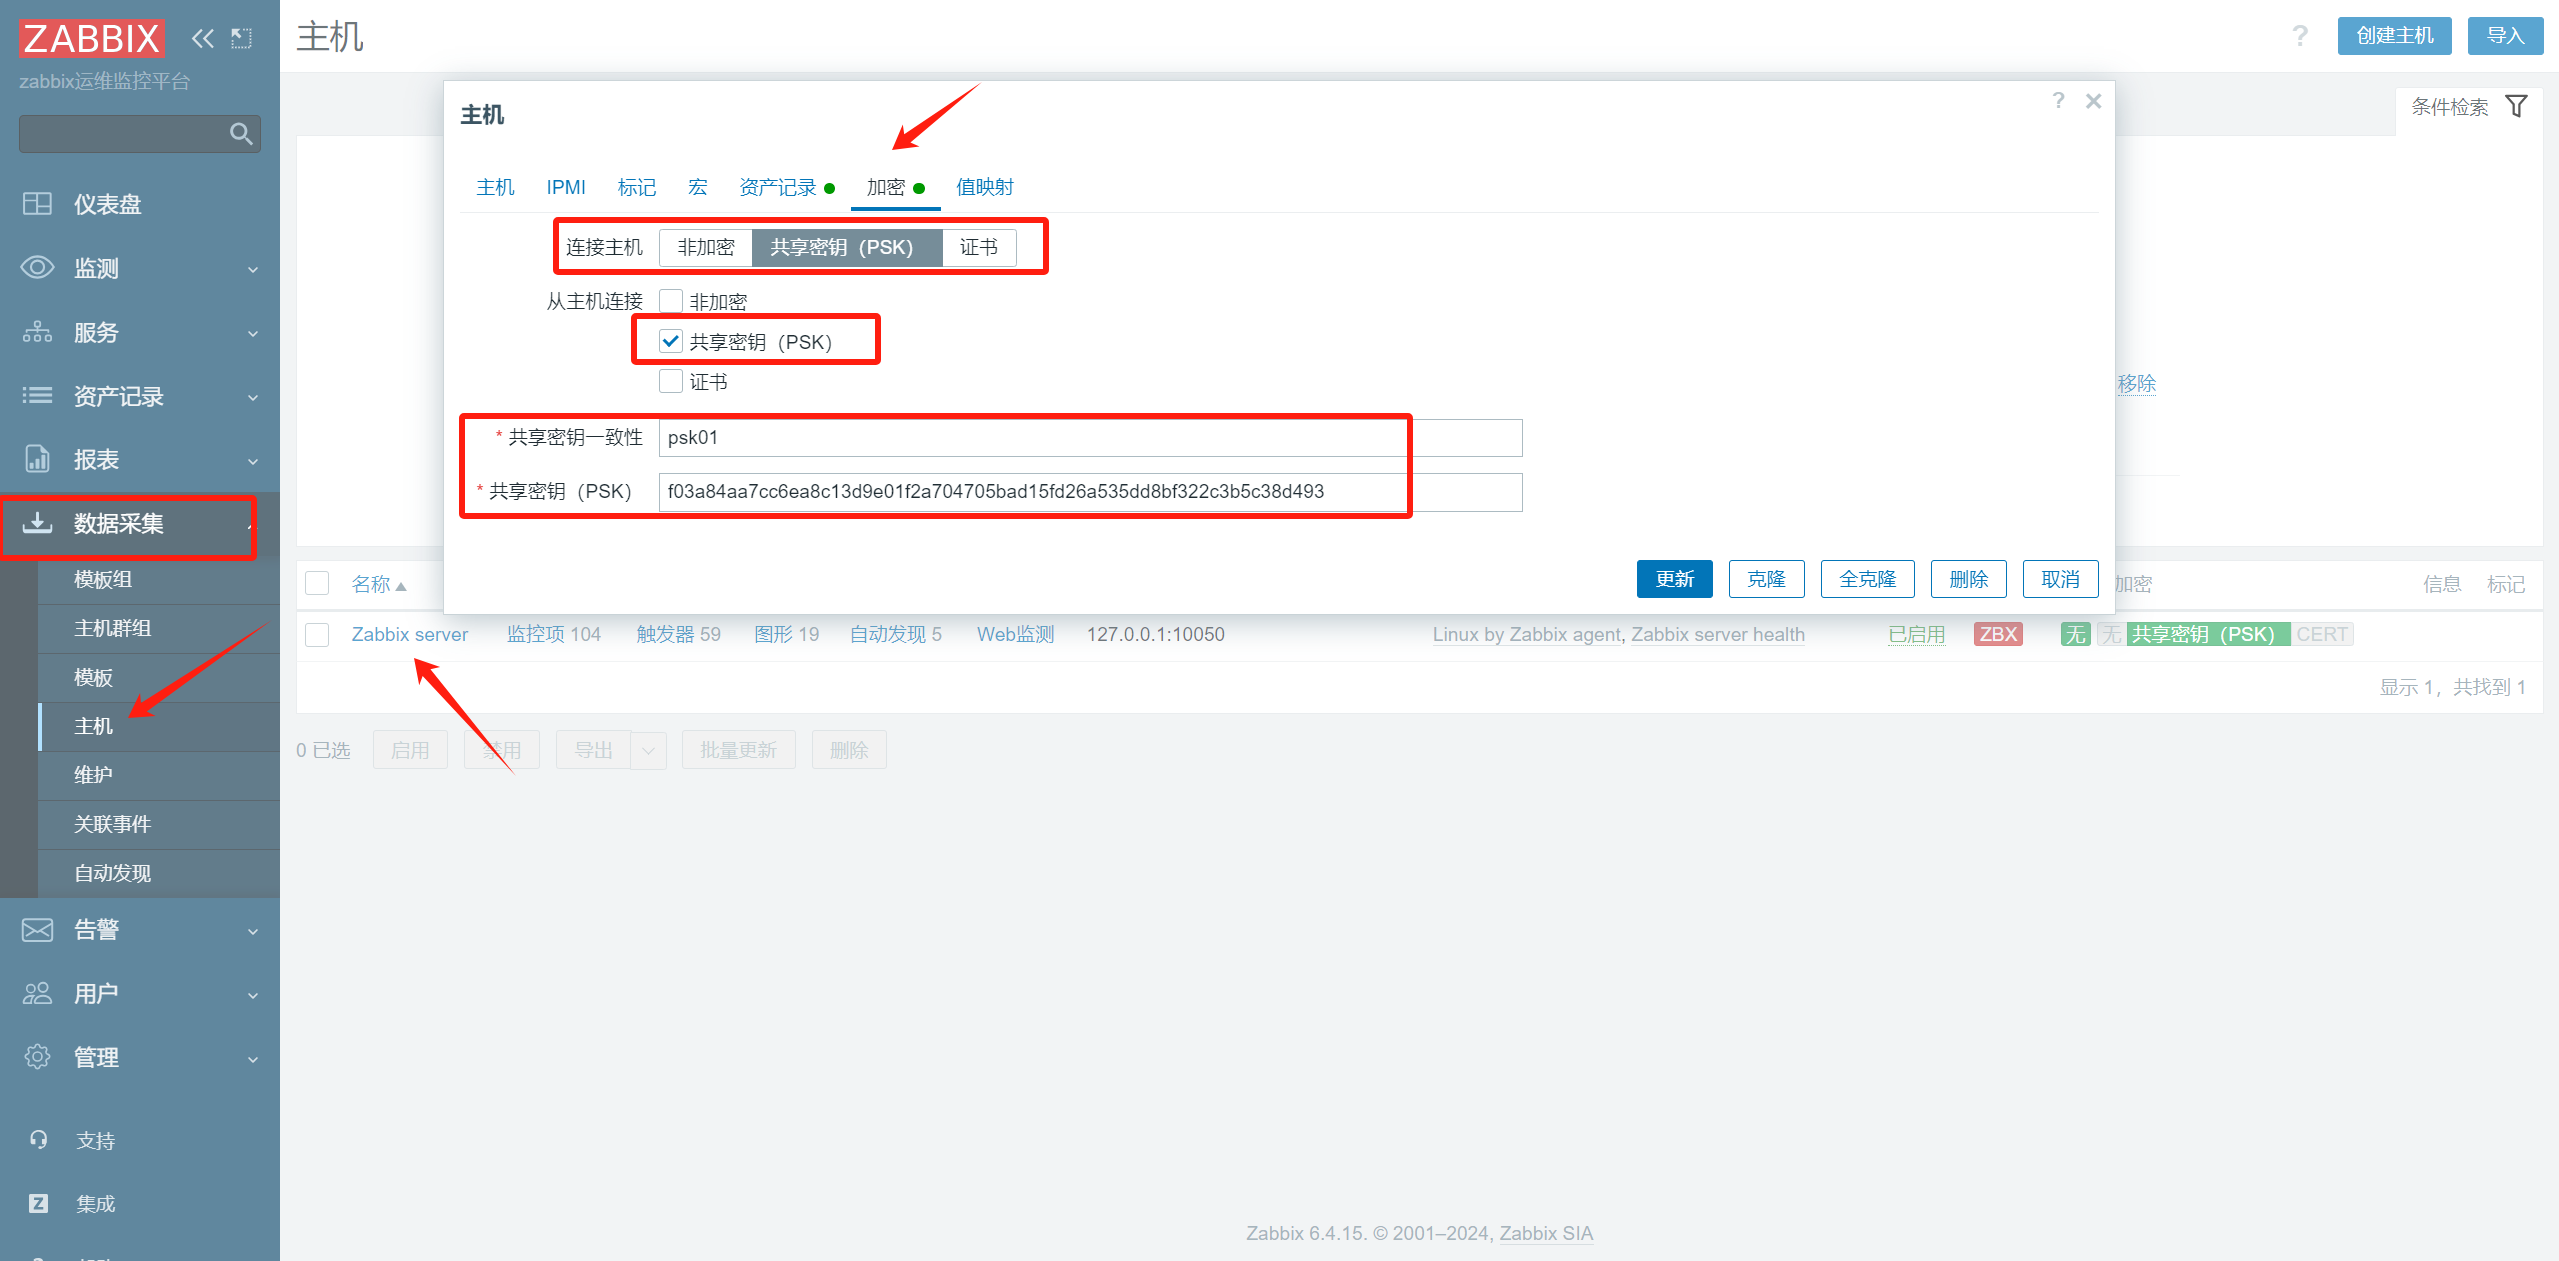 ZABBIX
zabbix运维监控平台
仪表盘
监测
服务
资产记录
报表
数据采集
模板组
主机群组
模板
主机
维护
关联事件
自动发现
告警
用户
管理
支持
集成
主机
?
创建主机
导入
条件检索
移除
主机
?
主机 IPMI 标记 宏 资产记录 加密 值映射
连接主机 非加密 共享密钥（PSK） 证书
从主机连接 非加密
共享密钥（PSK）
证书
* 共享密钥一致性 psk01
* 共享密钥（PSK） f03a84aa7cc6ea8c13d9e01f2a704705bad15fd26a535dd8bf322c3b5c38d493
更新 克隆 全克隆 删除 取消
名称 加密 信息 标记
Zabbix server 监控项 104 触发器 59 图形 19 自动发现 5 Web监测 127.0.0.1:10050 Linux by Zabbix agent, Zabbix server health 已启用 ZBX 无 无 共享密钥（PSK） CERT
显示 1，共找到 1
0 已选 启用 禁用 导出 批量更新 删除
Zabbix 6.4.15. © 2001–2024, Zabbix SIA